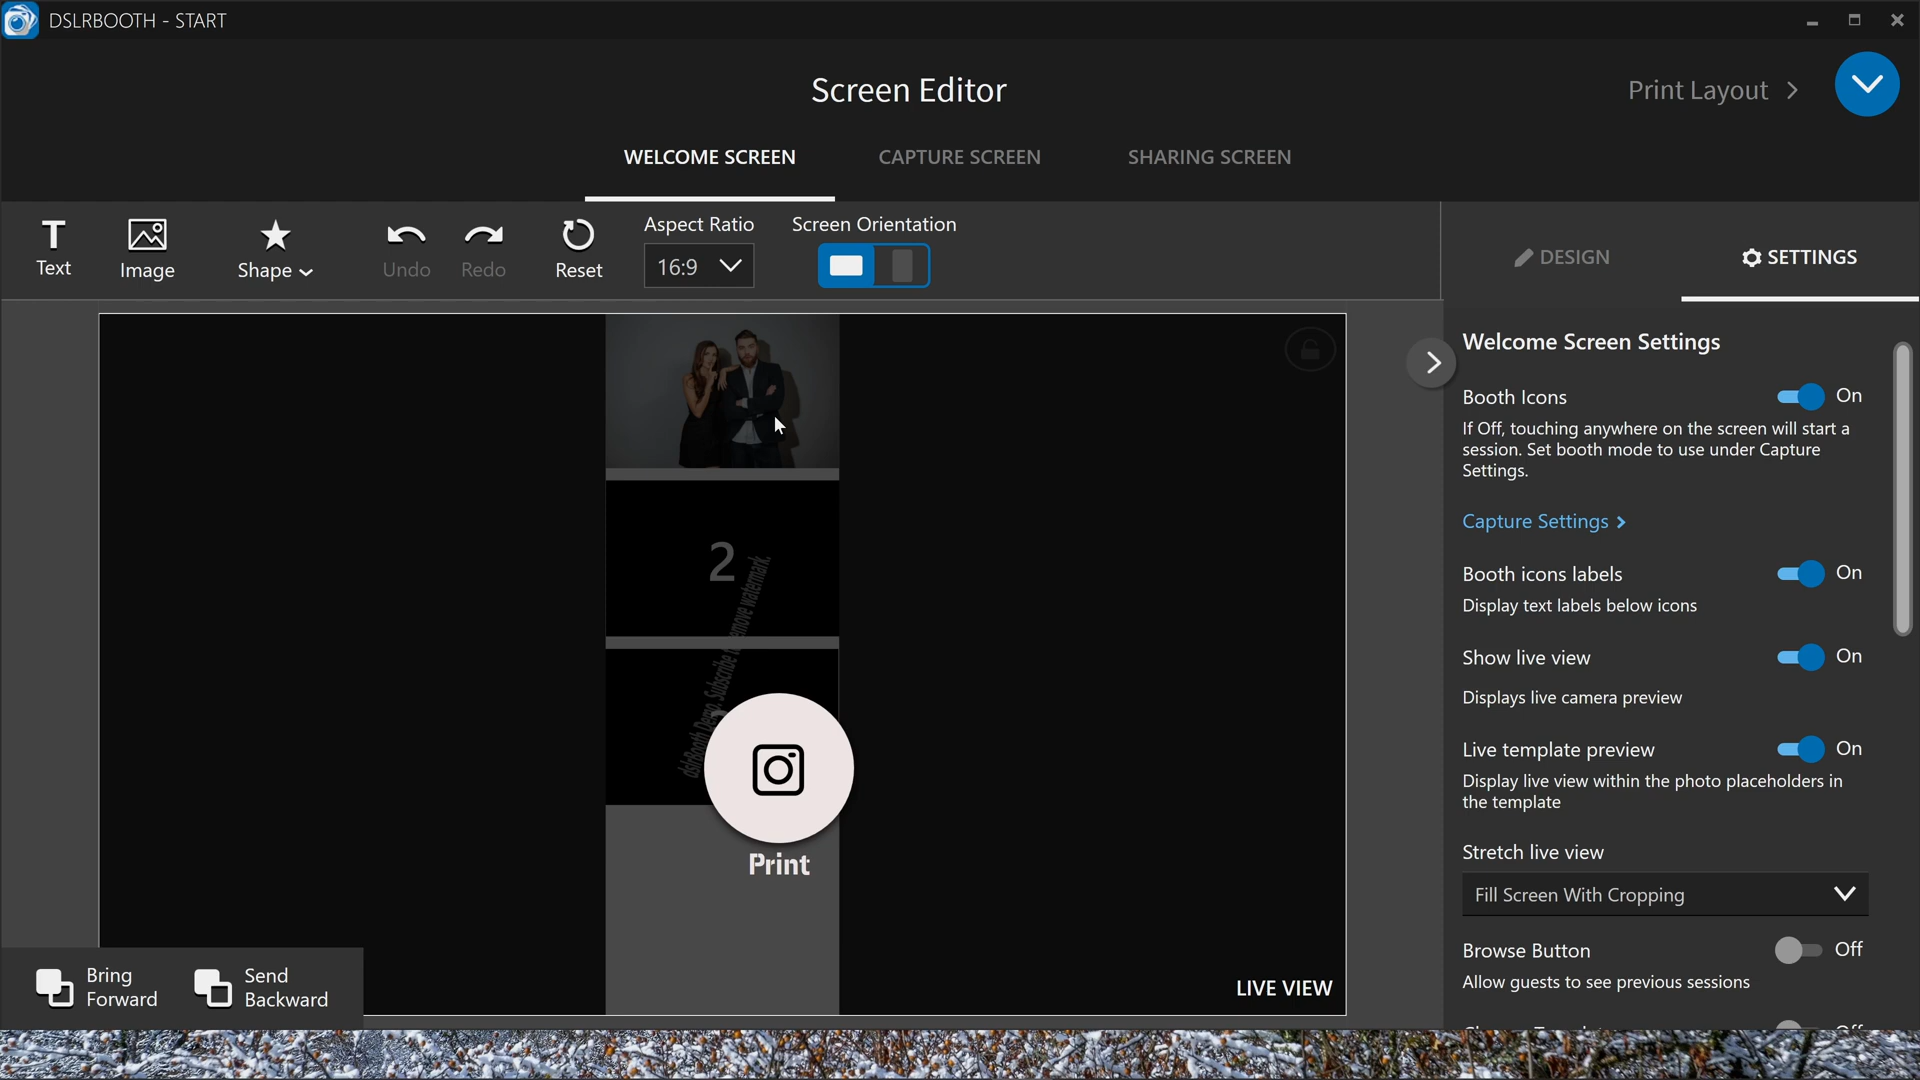 DSLRBOOTH - START
Screen Editor
Print Layout
WELCOME SCREEN
CAPTURE SCREEN
SHARING SCREEN
Text
Image
Shape
Undo
Redo
Reset
Aspect Ratio
16:9
Screen Orientation
DESIGN
SETTINGS
Welcome Screen Settings
Booth Icons
On
If Off, touching anywhere on the screen will start a
session. Set booth mode to use under Capture
Settings.
Capture Settings
Booth icons labels
On
Display text labels below icons
Show live view
On
Displays live camera preview
Live template preview
On
Display live view within the photo placeholders in
the template
Stretch live view
Fill Screen With Cropping
Browse Button
Off
Allow guests to see previous sessions
2
dslrBooth Demo. Subscribe
remove watermark.
Print
LIVE VIEW
Bring
Forward
Send
Backward